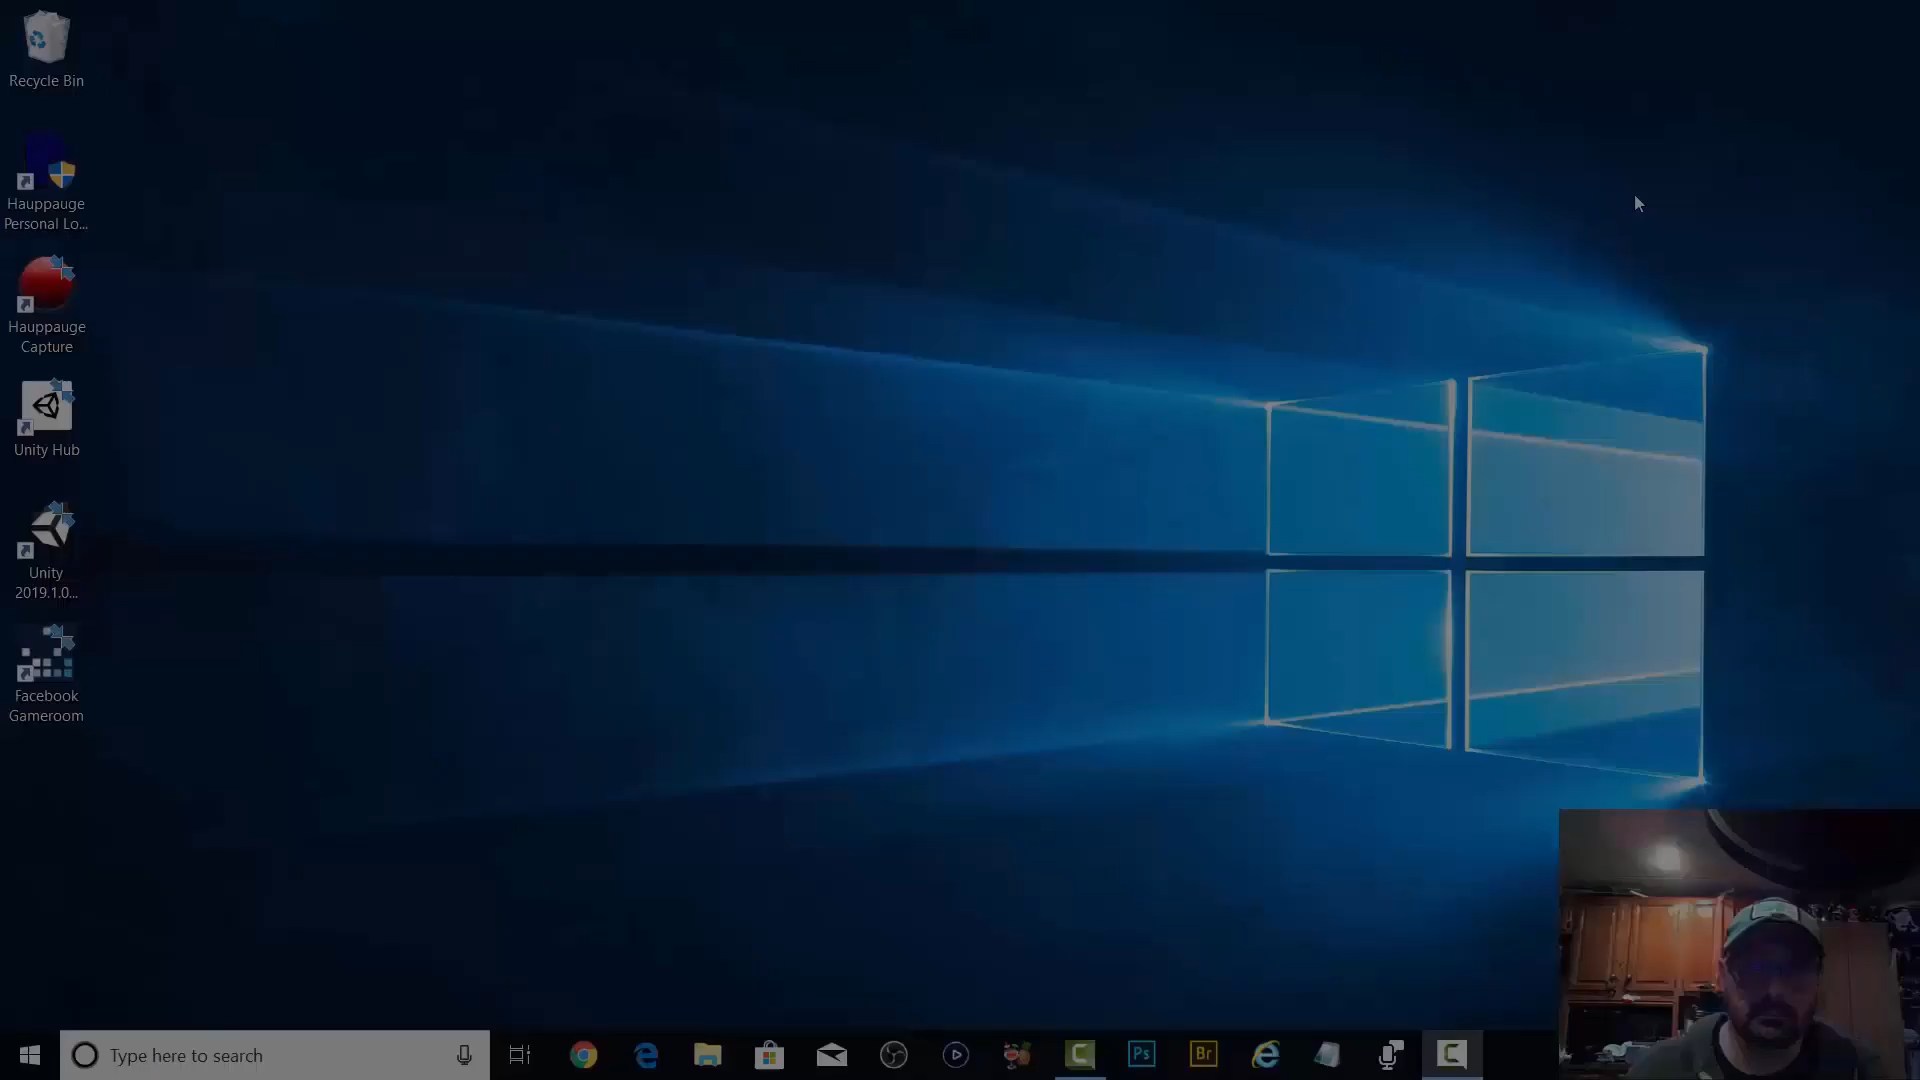 Recycle Bin
Hauppauge
Personal Lo...
Hauppauge
Capture
Unity Hub
Unity
2019.1.0...
Facebook
Gameroom
Type here to search
Ps
Br